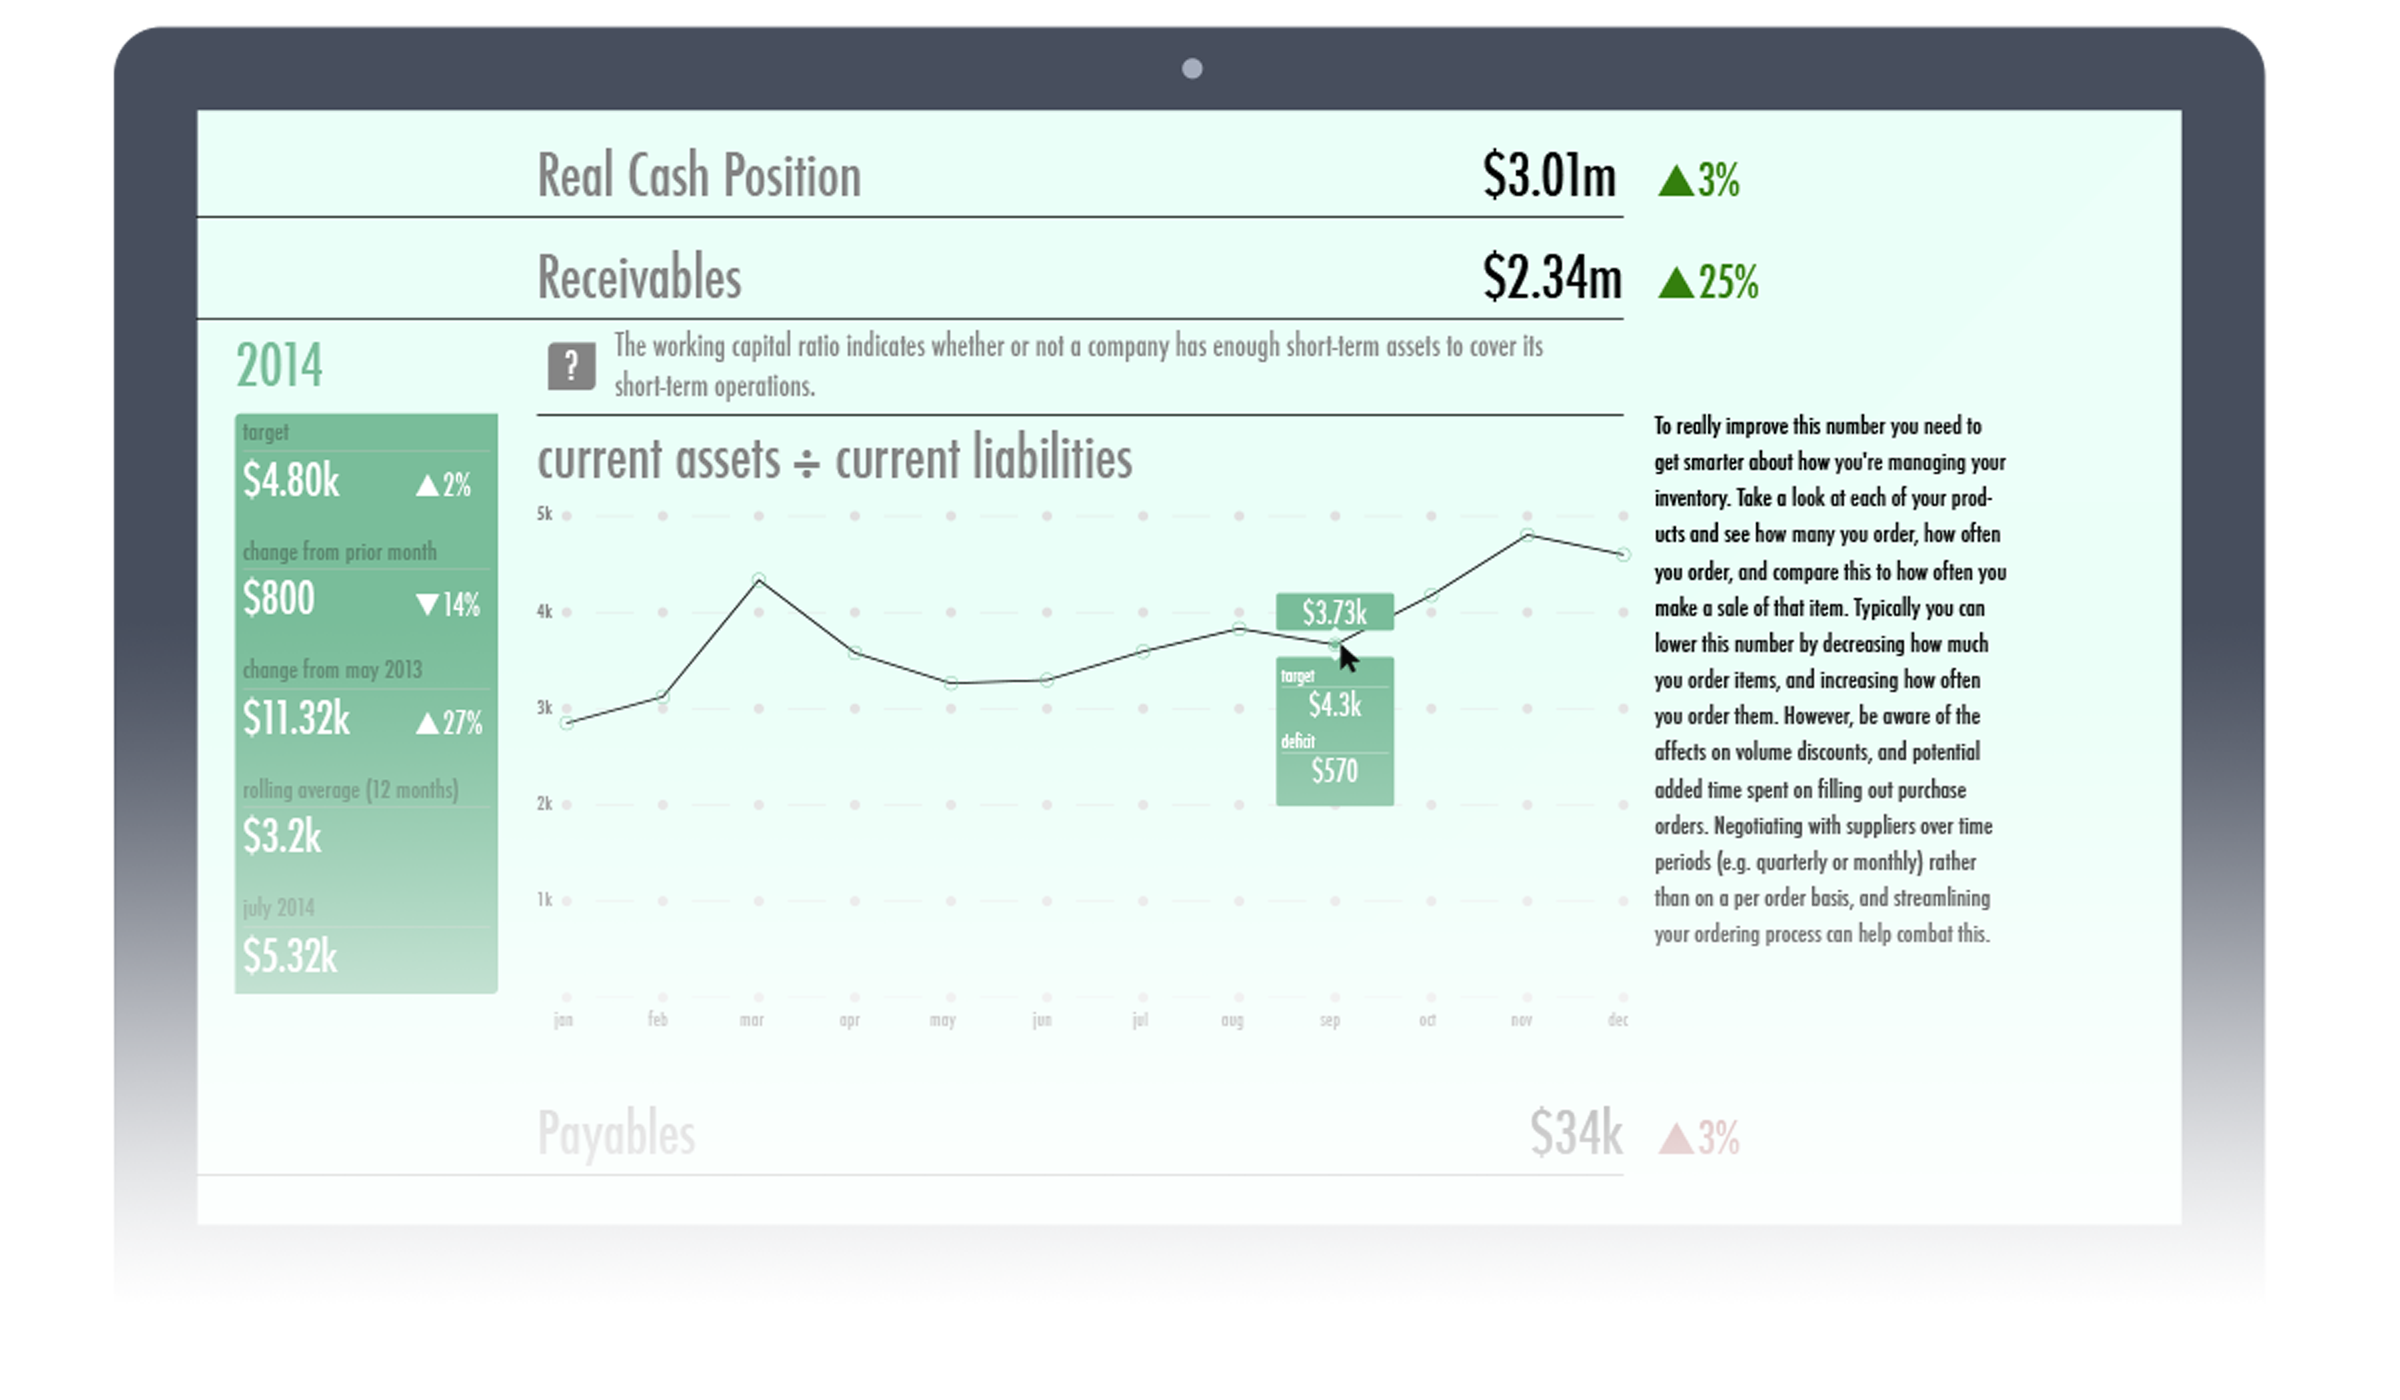 Real Cash Position $3.01m ▲3%
Receivables $2.34m ▲25%
2014
? The working capital ratio indicates whether or not a company has enough short-term assets to cover its
short-term operations.
target
$4.80k ▲2%
change from prior month
$800 ▼14%
change from may 2013
$11.32k ▲27%
rolling average (12 months)
$3.2k
july 2014
$5.32k
current assets ÷ current liabilities
5k
4k
3k
2k
1k
$3.73k
target
$4.3k
deficit
$570
jan feb mar apr may jun jul aug sep oct nov dec
To really improve this number you need to
get smarter about how you're managing your
inventory. Take a look at each of your prod-
ucts and see how many you order, how often
you order, and compare this to how often you
make a sale of that item. Typically you can
lower this number by decreasing how much
you order items, and increasing how often
you order them. However, be aware of the
affects on volume discounts, and potential
added time spent on filling out purchase
orders. Negotiating with suppliers over time
periods (e.g. quarterly or monthly) rather
than on a per order basis, and streamlining
your ordering process can help combat this.
Payables $34k ▲3%